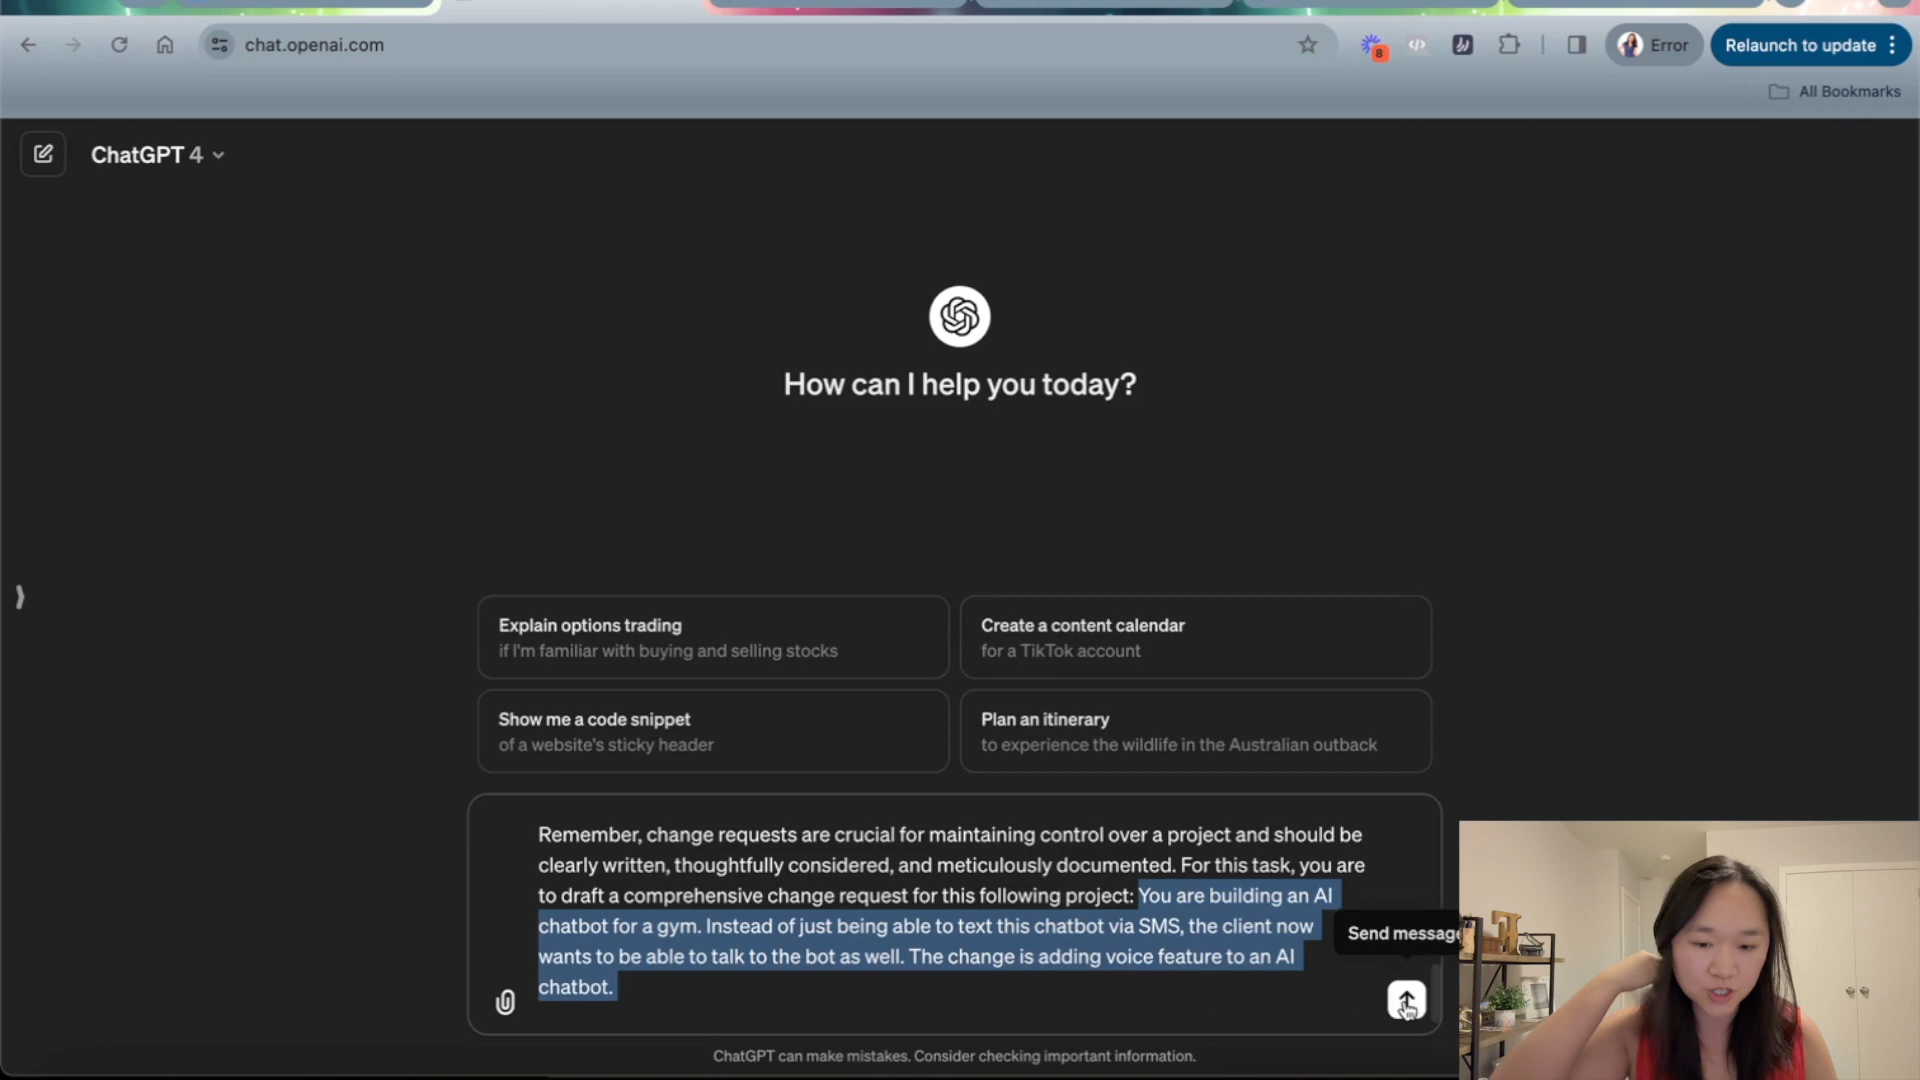 chat.openai.com
8
Error
Relaunch to update
All Bookmarks
ChatGPT 4
How can I help you today?
Explain options trading
if I'm familiar with buying and selling stocks
Create a content calendar
for a TikTok account
Show me a code snippet
of a website's sticky header
Plan an itinerary
to experience the wildlife in the Australian outback
Remember, change requests are crucial for maintaining control over a project and should be
clearly written, thoughtfully considered, and meticulously documented. For this task, you are
to draft a comprehensive change request for this following project: You are building an AI
chatbot for a gym. Instead of just being able to text this chatbot via SMS, the client now
wants to be able to talk to the bot as well. The change is adding voice feature to an AI
chatbot.
Send message
ChatGPT can make mistakes. Consider checking important information.